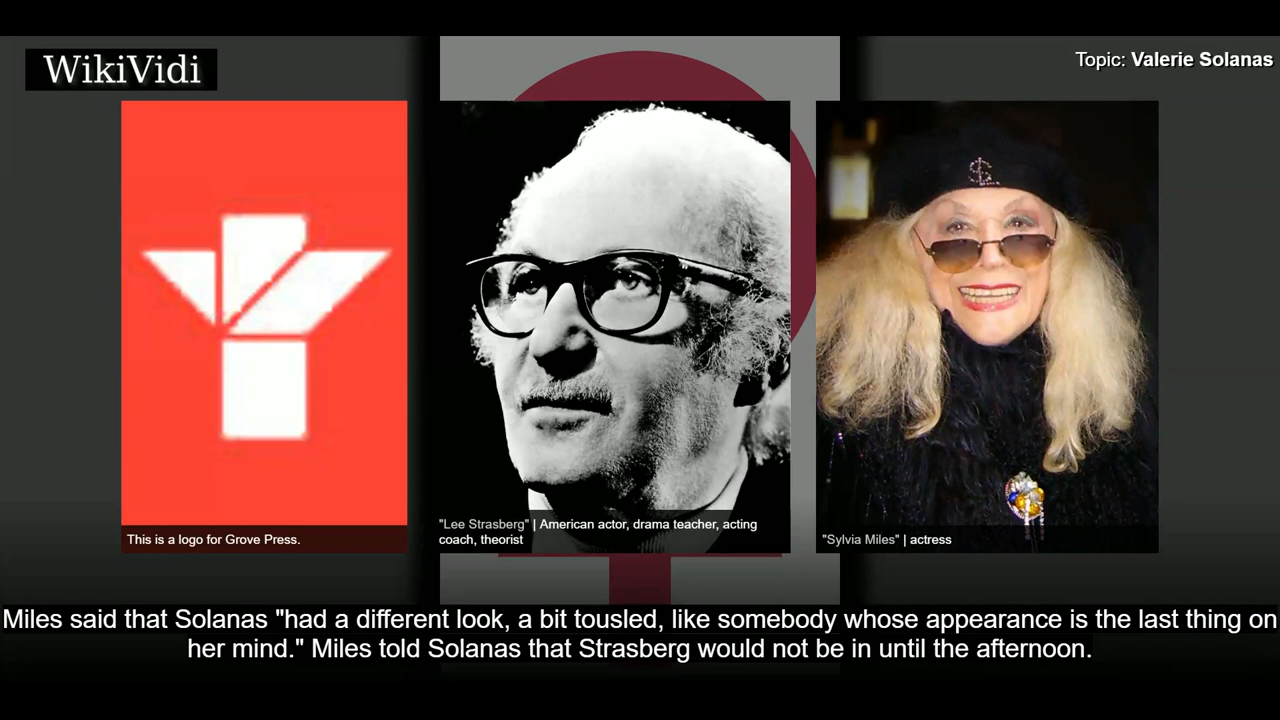 WikiVidi
Topic: Valerie Solanas
This is a logo for Grove Press.
"Lee Strasberg" | American actor, drama teacher, acting
coach, theorist
"Sylvia Miles" | actress
Miles said that Solanas "had a different look, a bit tousled, like somebody whose appearance is the last thing on
her mind." Miles told Solanas that Strasberg would not be in until the afternoon.